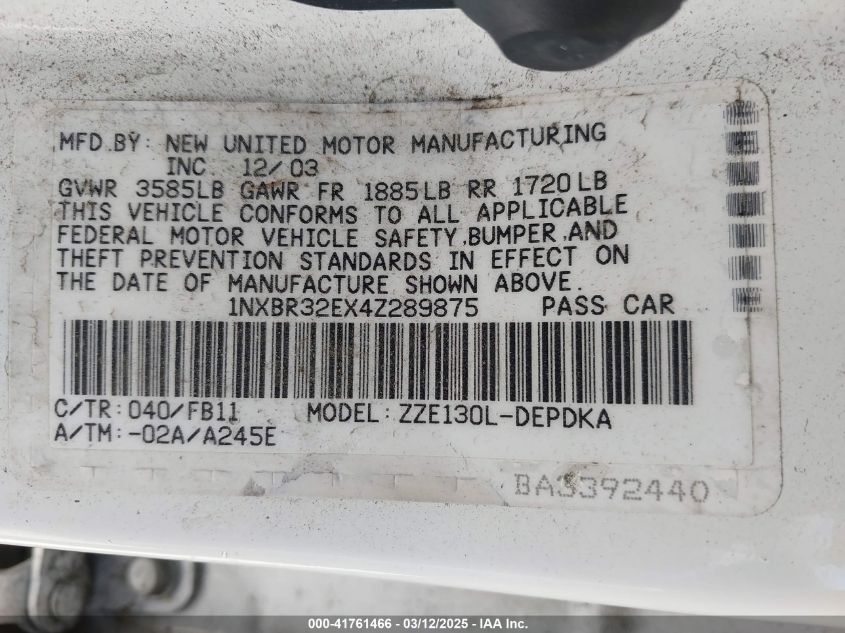 MFD.BY: NEW UNITED MOTOR MANUFACTURING
INC 12/03
GVWR 3585LB GAWR FR 1885LB RR 1720LB
THIS VEHICLE CONFORMS TO ALL APPLICABLE
FEDERAL MOTOR VEHICLE SAFETY,BUMPER,AND
THEFT PREVENTION STANDARDS IN EFFECT ON
THE DATE OF MANUFACTURE SHOWN ABOVE.
1NXBR32EX4Z289875 PASS CAR
C/TR:040/FB11 MODEL:ZZE130L-DEPDKA
A/TM:-02A/A245E
BA3392440
000-41761466 - 03/12/2025 - IAA Inc.